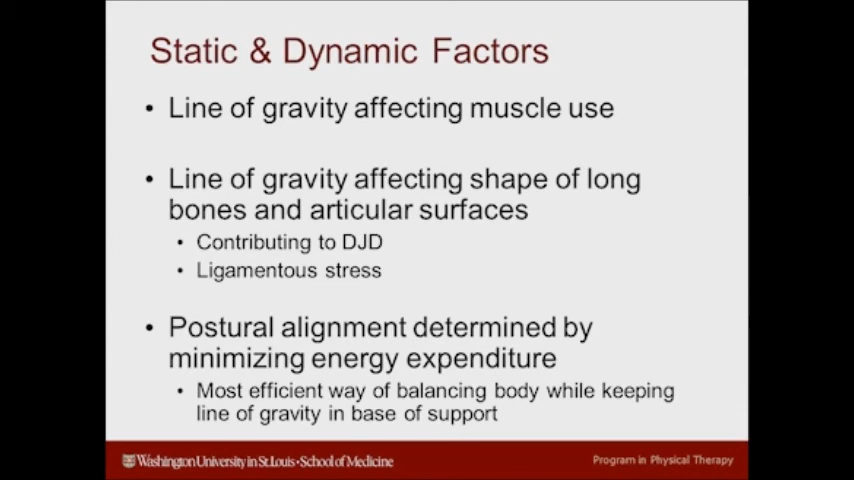 Static & Dynamic Factors
• Line of gravity affecting muscle use
• Line of gravity affecting shape of long
bones and articular surfaces
• Contributing to DJD
• Ligamentous stress
• Postural alignment determined by
minimizing energy expenditure
• Most efficient way of balancing body while keeping
line of gravity in base of support
Washington University in St. Louis • School of Medicine
Program in Physical Therapy